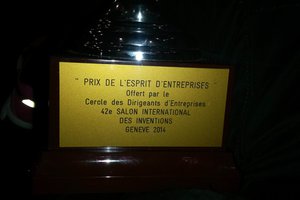 " PRIX DE L'ESPRIT D'ENTREPRISES "
Offert par le
Cercle des Dirigeants d'Entreprises
42e SALON INTERNATIONAL
DES INVENTIONS
GENEVE 2014